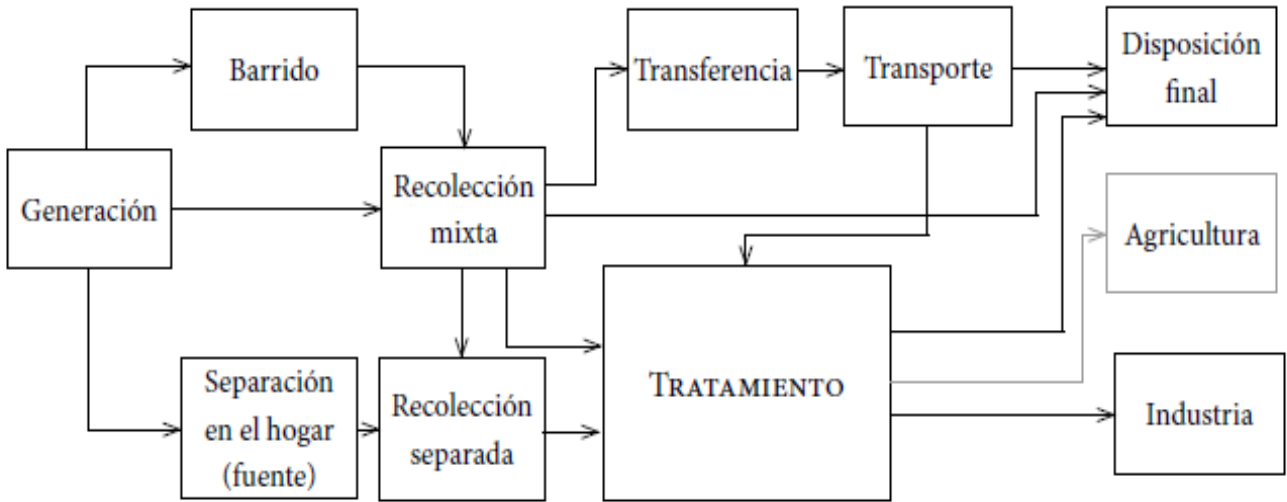 Barrido
Transferencia
Transporte
Disposición
final
Generación
Recolección
mixta
Agricultura
Separación
en el hogar
(fuente)
Recolección
separada
TRATAMIENTO
Industria